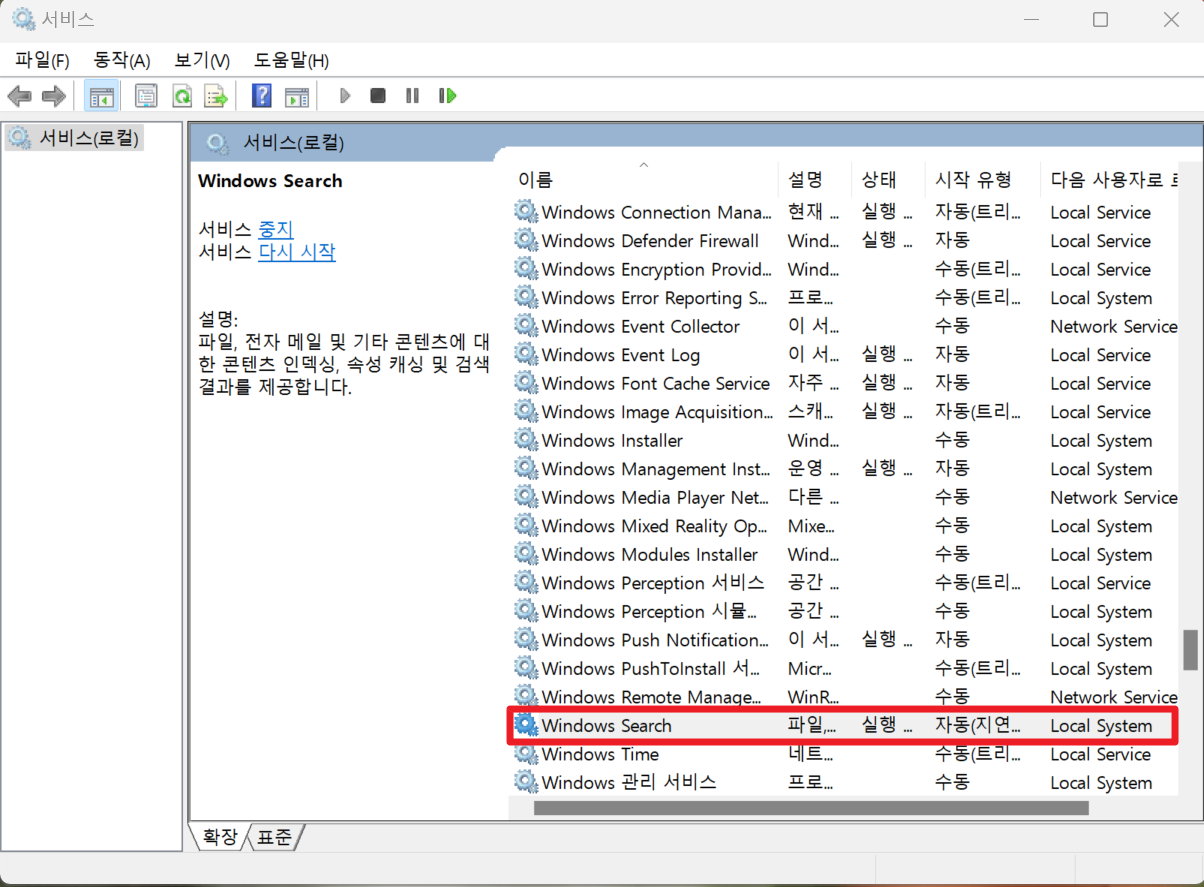 서비스
파일(F) 동작(A) 보기(V) 도움말(H)
서비스(로컬)
서비스(로컬)
Windows Search
서비스 중지
서비스 다시 시작
설명:
파일, 전자 메일 및 기타 콘텐츠에 대
한 콘텐츠 인덱싱, 속성 캐싱 및 검색
결과를 제공합니다.
이름 설명 상태 시작 유형 다음 사용자로
Windows Connection Mana... 현재 ... 실행 ... 자동(트리... Local Service
Windows Defender Firewall Wind... 실행 ... 자동 Local Service
Windows Encryption Provid... Wind... 수동(트리... Local Service
Windows Error Reporting S... 프로... 수동(트리... Local System
Windows Event Collector 이 서... 수동 Network Service
Windows Event Log 이 서... 실행 ... 자동 Local Service
Windows Font Cache Service 자주 ... 실행 ... 자동 Local Service
Windows Image Acquisition... 스캐... 실행 ... 자동(트리... Local Service
Windows Installer Wind... 수동 Local System
Windows Management Inst... 운영 ... 실행 ... 자동 Local System
Windows Media Player Net... 다른 ... 수동 Network Service
Windows Mixed Reality Op... Mixe... 수동 Local System
Windows Modules Installer Wind... 수동 Local System
Windows Perception 서비스 공간 ... 수동(트리... Local Service
Windows Perception 시뮬... 공간 ... 수동 Local System
Windows Push Notification... 이 서... 실행 ... 자동 Local System
Windows PushToInstall 서... Micr... 수동(트리... Local System
Windows Remote Manage... WinR... 수동 Network Service
Windows Search 파일,... 실행 ... 자동(지연... Local System
Windows Time 네트... 수동(트리... Local Service
Windows 관리 서비스 프로... 수동 Local System
확장 표준